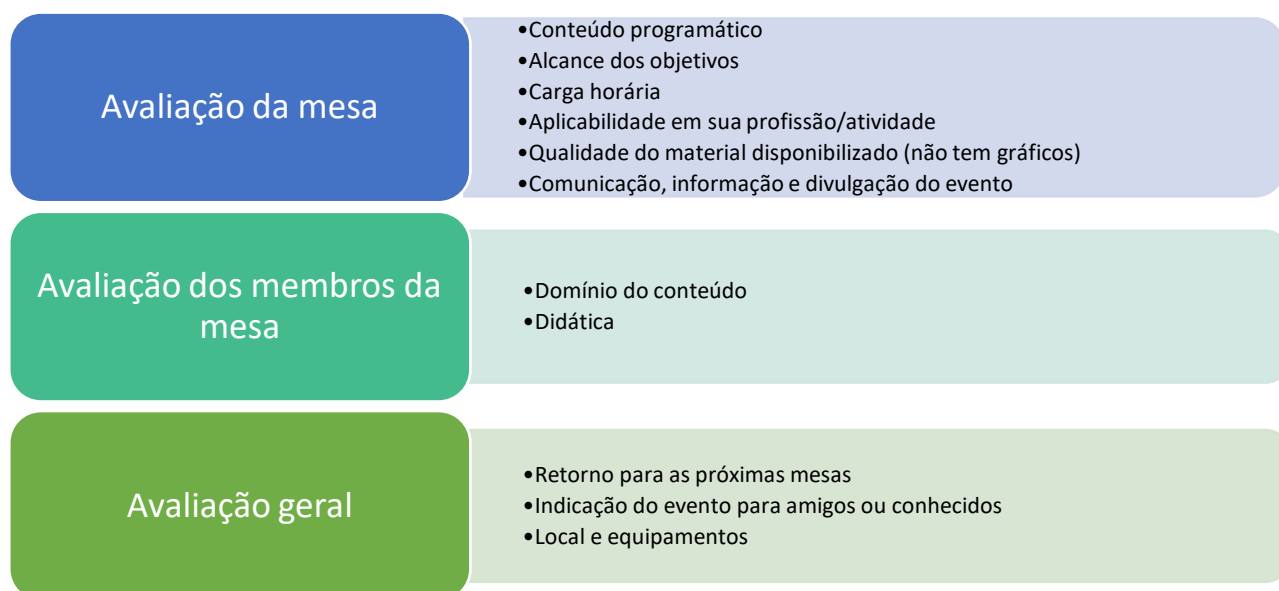 Avaliação da mesa
•Conteúdo programático
•Alcance dos objetivos
•Carga horária
•Aplicabilidade em sua profissão/atividade
•Qualidade do material disponibilizado (não tem gráficos)
•Comunicação, informação e divulgação do evento
Avaliação dos membros da
mesa
•Domínio do conteúdo
•Didática
Avaliação geral
•Retorno para as próximas mesas
•Indicação do evento para amigos ou conhecidos
•Local e equipamentos